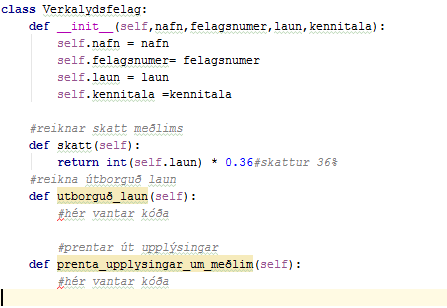 class Verkalydsfelag:
def __init__(self,nafn,felagsnumer,laun,kennitala):
self.nafn = nafn
self.felagsnumer= felagsnumer
self.laun = laun
self.kennitala =kennitala
#reiknar skatt meðlims
def skatt(self):
return int(self.laun) * 0.36#skattur 36%
#reikna útborguð laun
def utborguð_laun(self):
#hér vantar kóða
#prentar út upplýsingar
def prenta_upplysingar_um_meðlim(self):
#hér vantar kóða